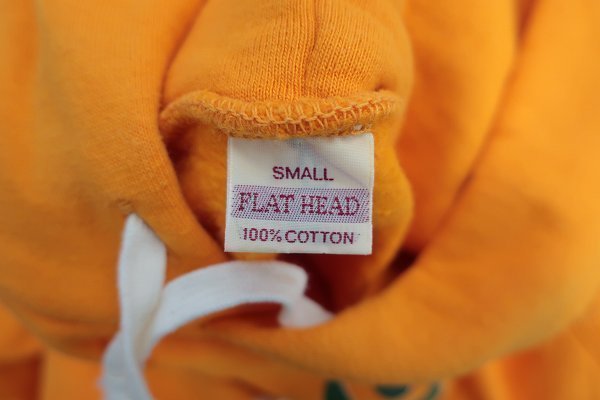 SMALL
FLAT HEAD
100% COTTON